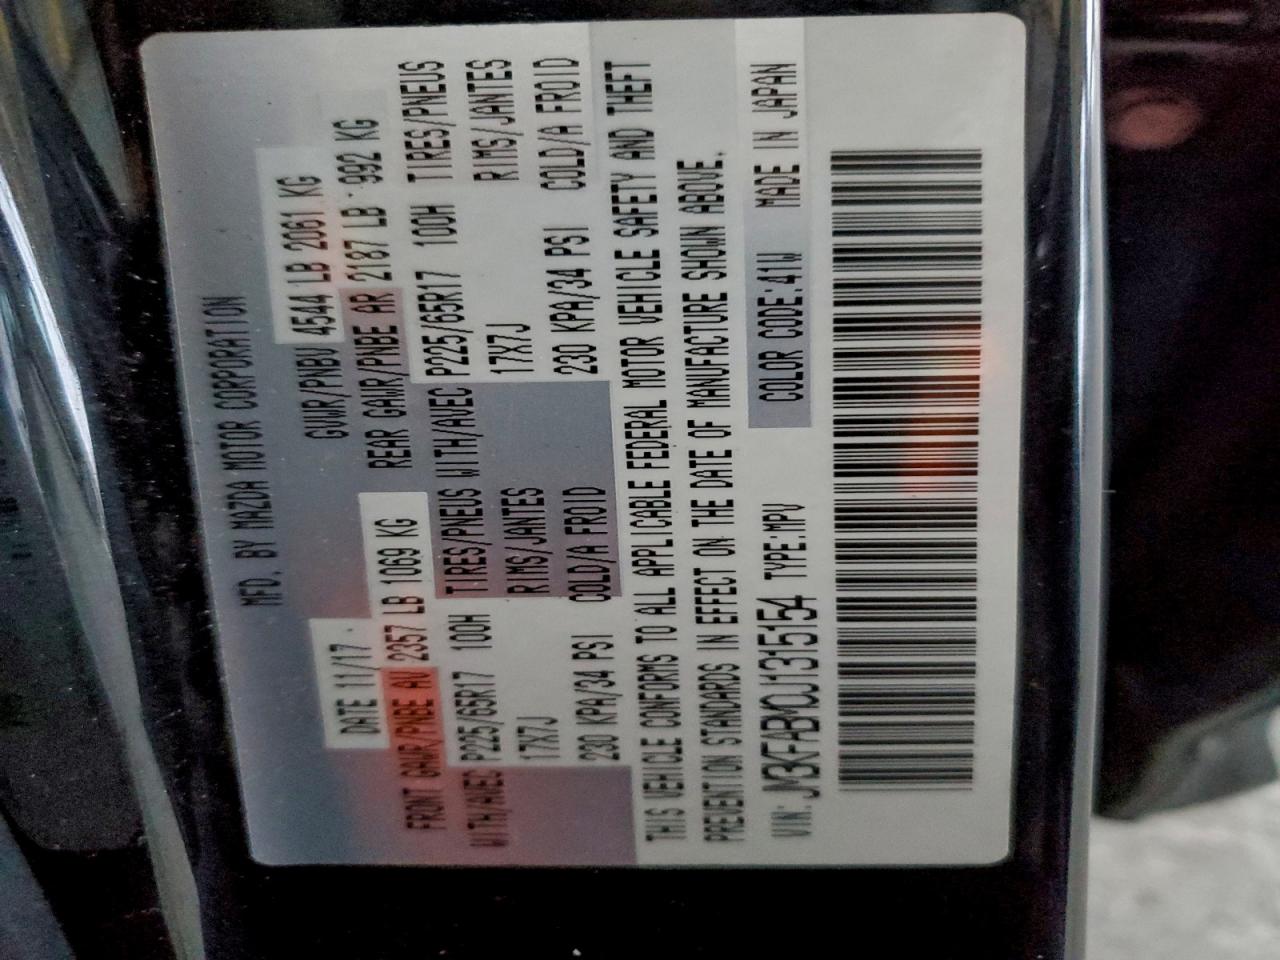 MFD. BY MAZDA MOTOR CORPORATION
DATE 11/17 GVWR/PNBV 4544 LB 2061 KG
FRONT GAWR/PNBE AV 2357 LB 1069 KG REAR GAWR/PNBE AR 2187 LB 992 KG
WITH/AVEC P225/65R17 100H TIRES/PNEUS WITH/AVEC P225/65R17 100H TIRES/PNEUS
17X7J RIMS/JANTES 17X7J RIMS/JANTES
230 KPA/34 PSI COLD/A FROID 230 KPA/34 PSI COLD/A FROID
THIS VEHICLE CONFORMS TO ALL APPLICABLE FEDERAL MOTOR VEHICLE SAFETY AND THEFT
PREVENTION STANDARDS IN EFFECT ON THE DATE OF MANUFACTURE SHOWN ABOVE.
VIN: JM3KFABM0J1315154 TYPE:MPV COLOR CODE:41W MADE IN JAPAN